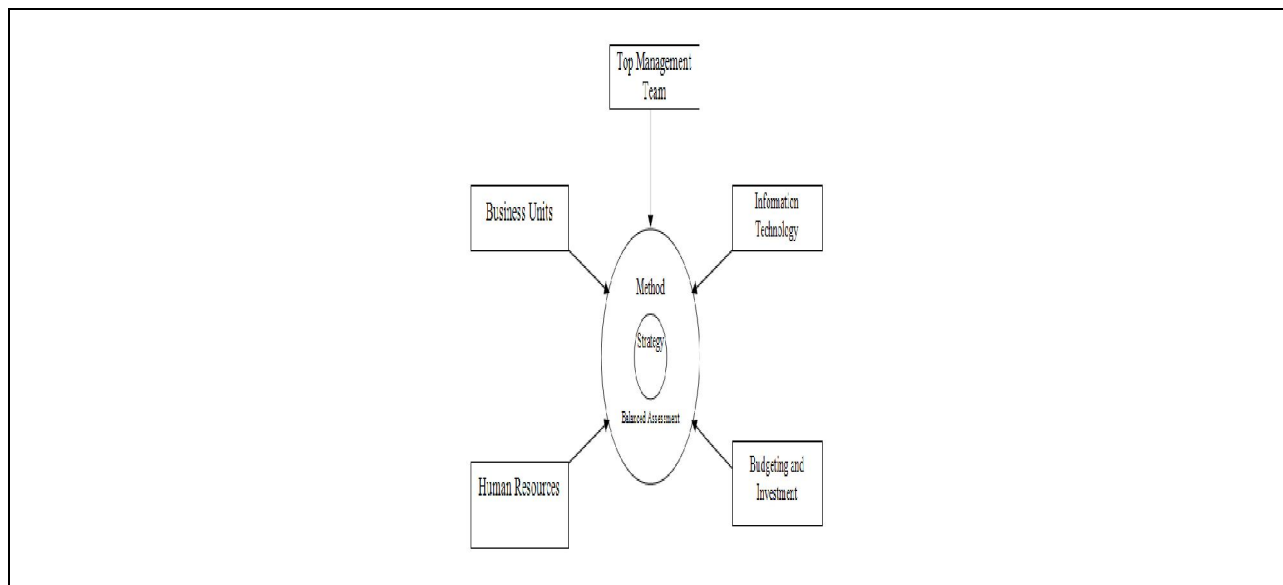 Top Management
Team
Business Units
Information
Technology
Method
Strategy
Balanced Assessment
Human Resources
Budgeting and
Investment